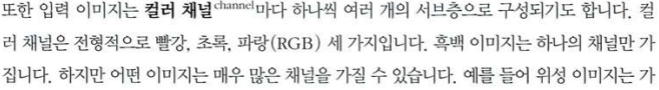 또한 입력 이미지는 컬러 채널channel마다 하나씩 여러 개의 서브층으로 구성되기도 합니다. 컬
러 채널은 전형적으로 빨강, 초록, 파랑(RGB) 세 가지입니다. 흑백 이미지는 하나의 채널만 가
집니다. 하지만 어떤 이미지는 매우 많은 채널을 가질 수 있습니다. 예를 들어 위성 이미지는 가